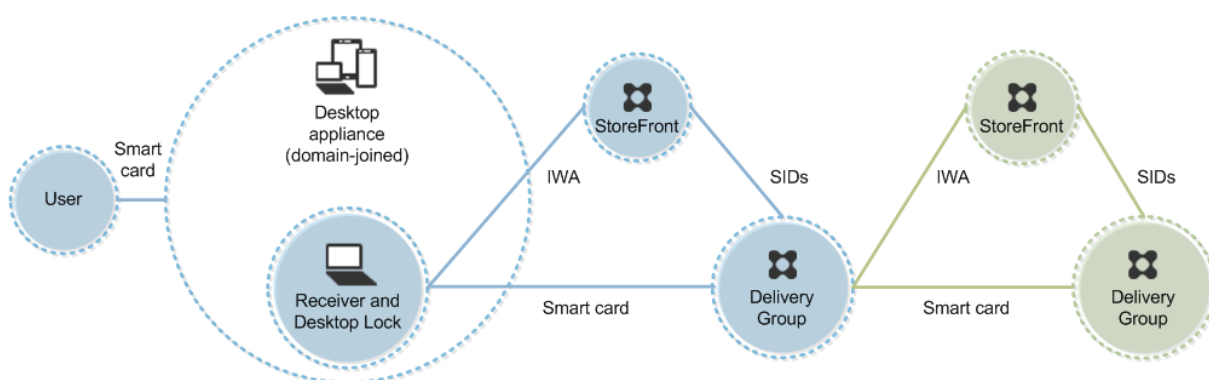 User
Smart
card
Desktop
appliance
(domain-joined)
Receiver and
Desktop Lock
IWA
StoreFront
SIDs
Smart card
Delivery
Group
IWA
StoreFront
SIDs
Smart card
Delivery
Group